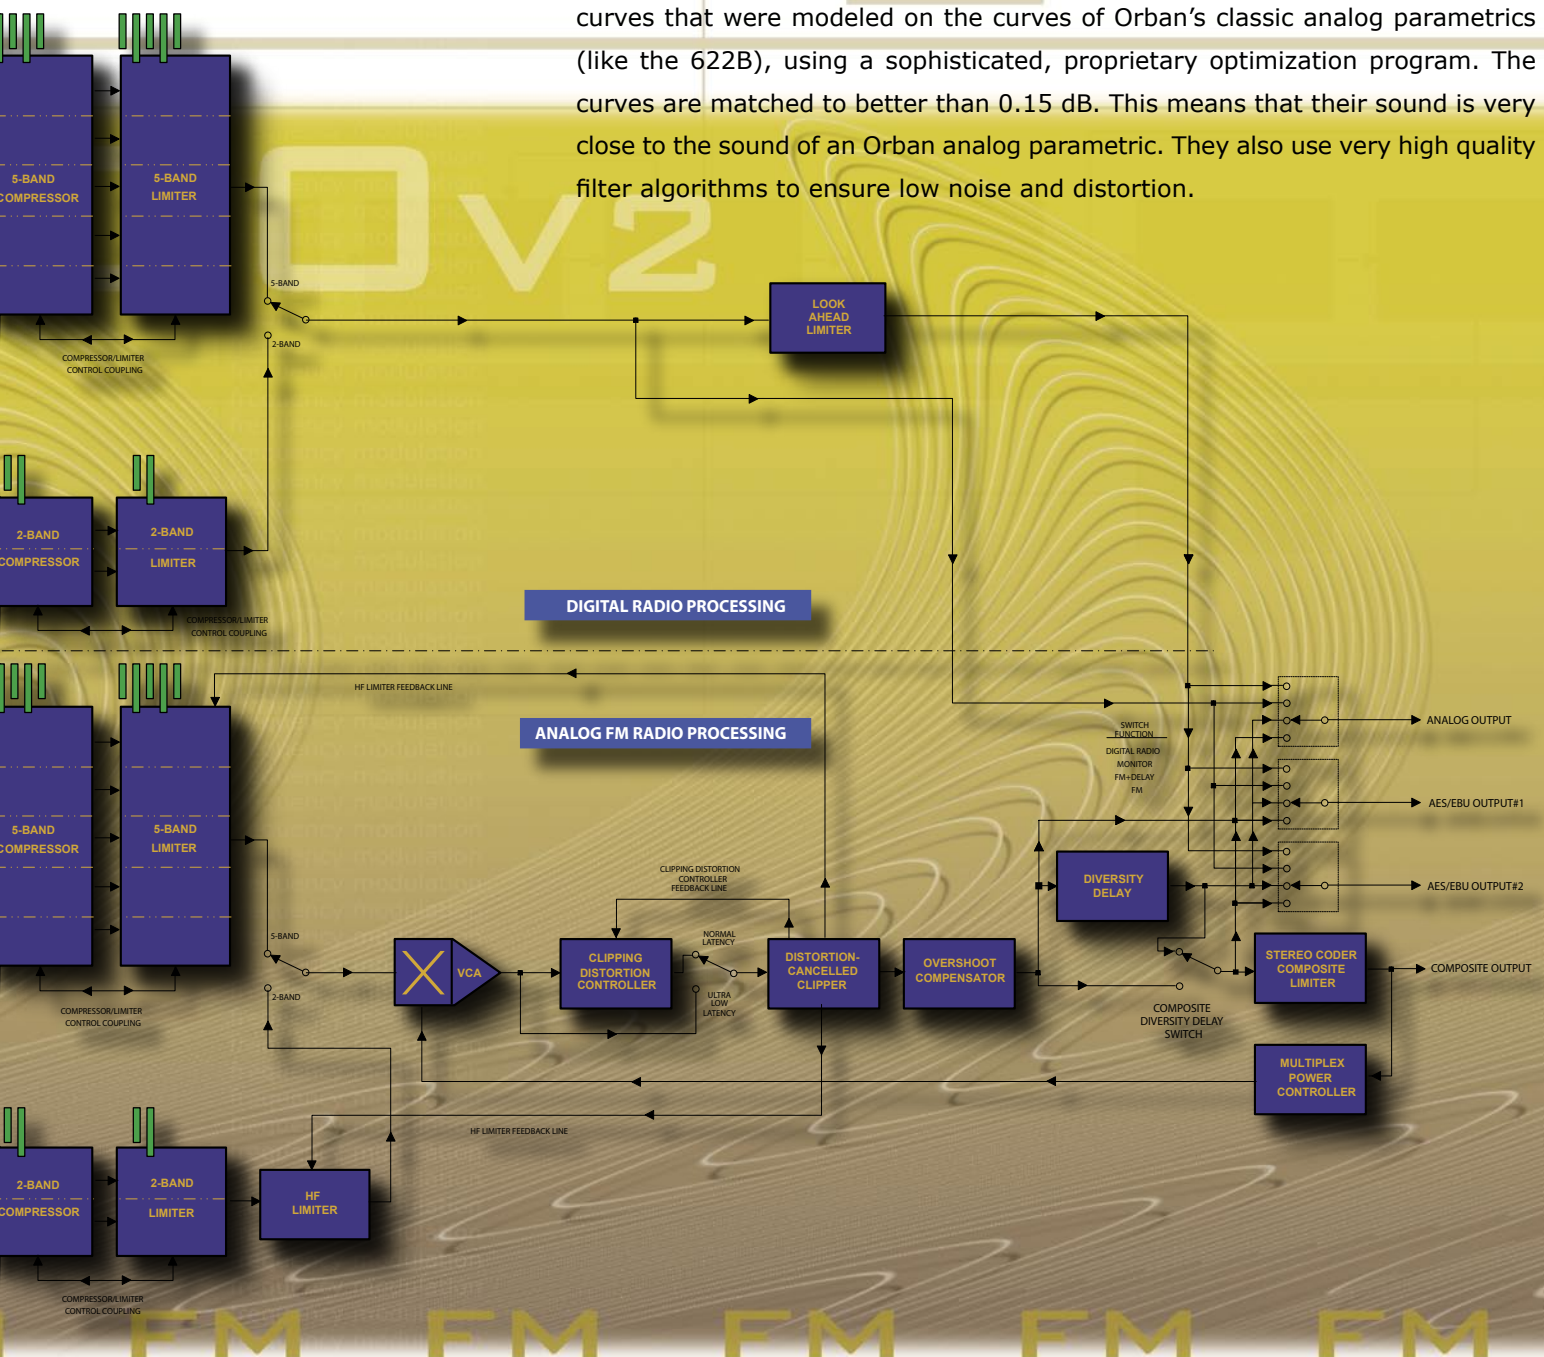 curves that were modeled on the curves of Orban’s classic analog parametrics
(like the 622B), using a sophisticated, proprietary optimization program. The
curves are matched to better than 0.15 dB. This means that their sound is very
close to the sound of an Orban analog parametric. They also use very high quality
filter algorithms to ensure low noise and distortion.
0v2
5-BAND
COMPRESSOR
5-BAND
LIMITER
5-BAND
2-BAND
COMPRESSOR/LIMITER
CONTROL COUPLING
LOOK
AHEAD
LIMITER
2-BAND
COMPRESSOR
2-BAND
LIMITER
COMPRESSOR/LIMITER
CONTROL COUPLING
DIGITAL RADIO PROCESSING
HF LIMITER FEEDBACK LINE
ANALOG FM RADIO PROCESSING
SWITCH
FUNCTION
DIGITAL RADIO
MONITOR
FM+DELAY
FM
ANALOG OUTPUT
AES/EBU OUTPUT#1
AES/EBU OUTPUT#2
5-BAND
COMPRESSOR
5-BAND
LIMITER
5-BAND
2-BAND
COMPRESSOR/LIMITER
CONTROL COUPLING
VCA
CLIPPING DISTORTION
CONTROLLER
FEEDBACK LINE
CLIPPING
DISTORTION
CONTROLLER
NORMAL
LATENCY
ULTRA
LOW
LATENCY
DISTORTION-
CANCELLED
CLIPPER
OVERSHOOT
COMPENSATOR
DIVERSITY
DELAY
COMPOSITE
DIVERSITY DELAY
SWITCH
STEREO CODER
COMPOSITE
LIMITER
COMPOSITE OUTPUT
MULTIPLEX
POWER
CONTROLLER
HF LIMITER FEEDBACK LINE
2-BAND
COMPRESSOR
2-BAND
LIMITER
HF
LIMITER
COMPRESSOR/LIMITER
CONTROL COUPLING
FM FM FM FM FM